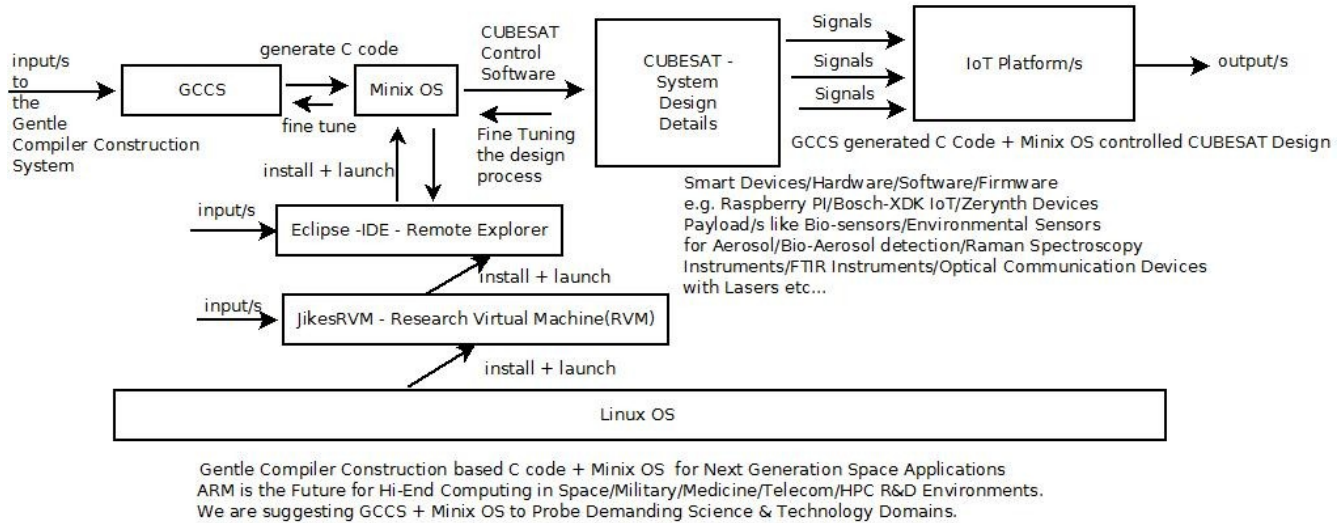 input/s
to
the
Gentle
Compiler Construction
System
GCCS
generate C code
fine tune
Minix OS
CUBESAT
Control
Software
Fine Tuning
the design
process
CUBESAT -
System
Design
Details
Signals
Signals
Signals
IoT Platform/s
output/s
GCCS generated C Code + Minix OS controlled CUBESAT Design
install + launch
Smart Devices/Hardware/Software/Firmware
e.g. Raspberry PI/Bosch-XDK IoT/Zerynth Devices
Payload/s like Bio-sensors/Environmental Sensors
for Aerosol/Bio-Aerosol detection/Raman Spectroscopy
Instruments/FTIR Instruments/Optical Communication Devices
with Lasers etc...
input/s
Eclipse -IDE - Remote Explorer
install + launch
input/s
JikesRVM - Research Virtual Machine(RVM)
install + launch
Linux OS
Gentle Compiler Construction based C code + Minix OS for Next Generation Space Applications
ARM is the Future for Hi-End Computing in Space/Military/Medicine/Telecom/HPC R&D Environments.
We are suggesting GCCS + Minix OS to Probe Demanding Science & Technology Domains.